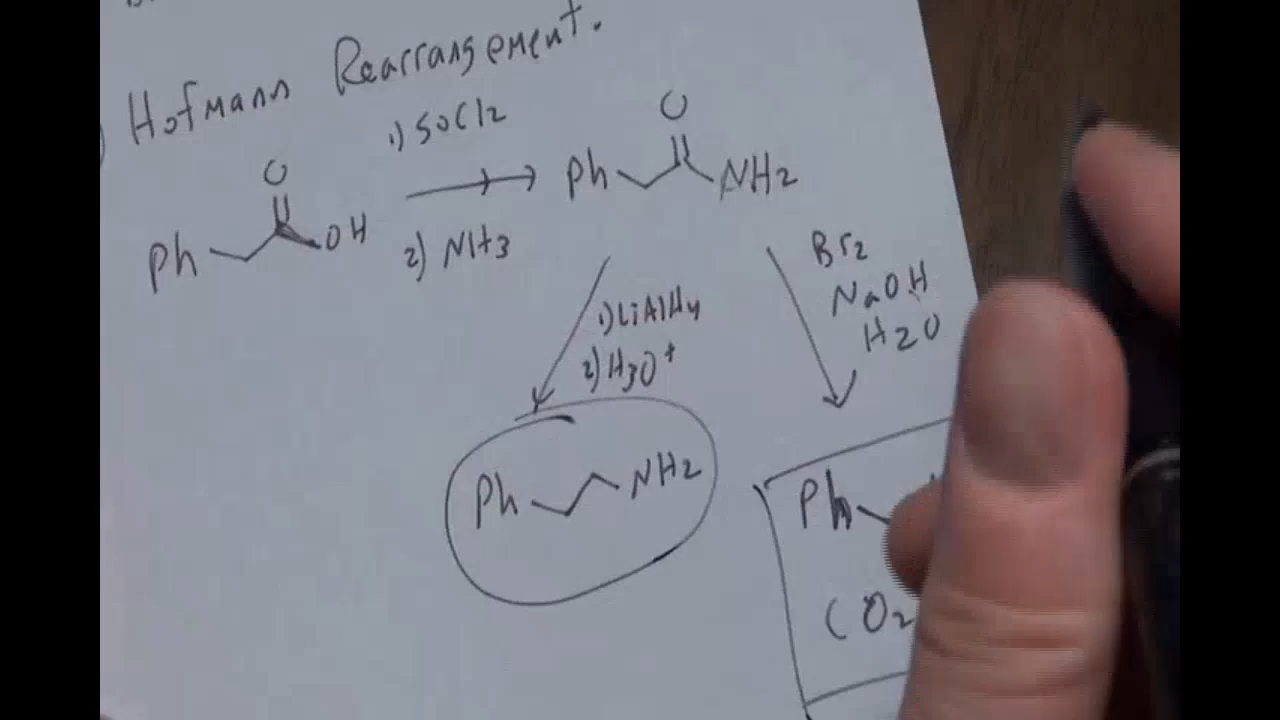 Hofmann Rearrangement.
1) SOCl2
O
Ph OH
2) NH3
O
Ph NH2
1) LiAlH4
2) H3O+
Br2
NaOH
H2O
Ph NH2
Ph
CO2